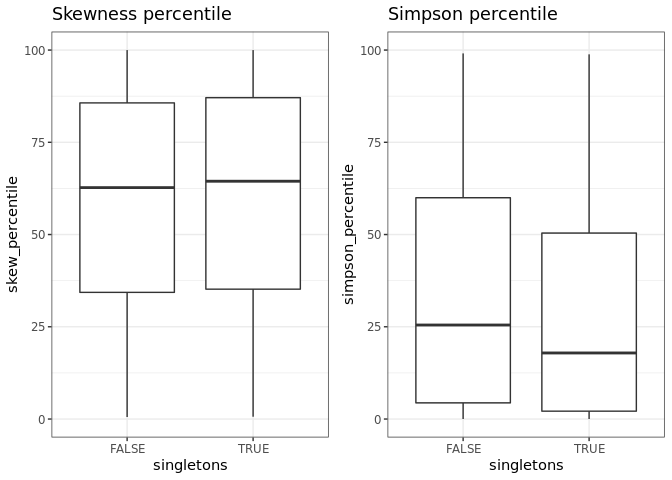 Skewness percentile
skew_percentile
100
75
50
25
0
FALSE TRUE
singletons
Simpson percentile
simpson_percentile
100
75
50
25
0
FALSE TRUE
singletons